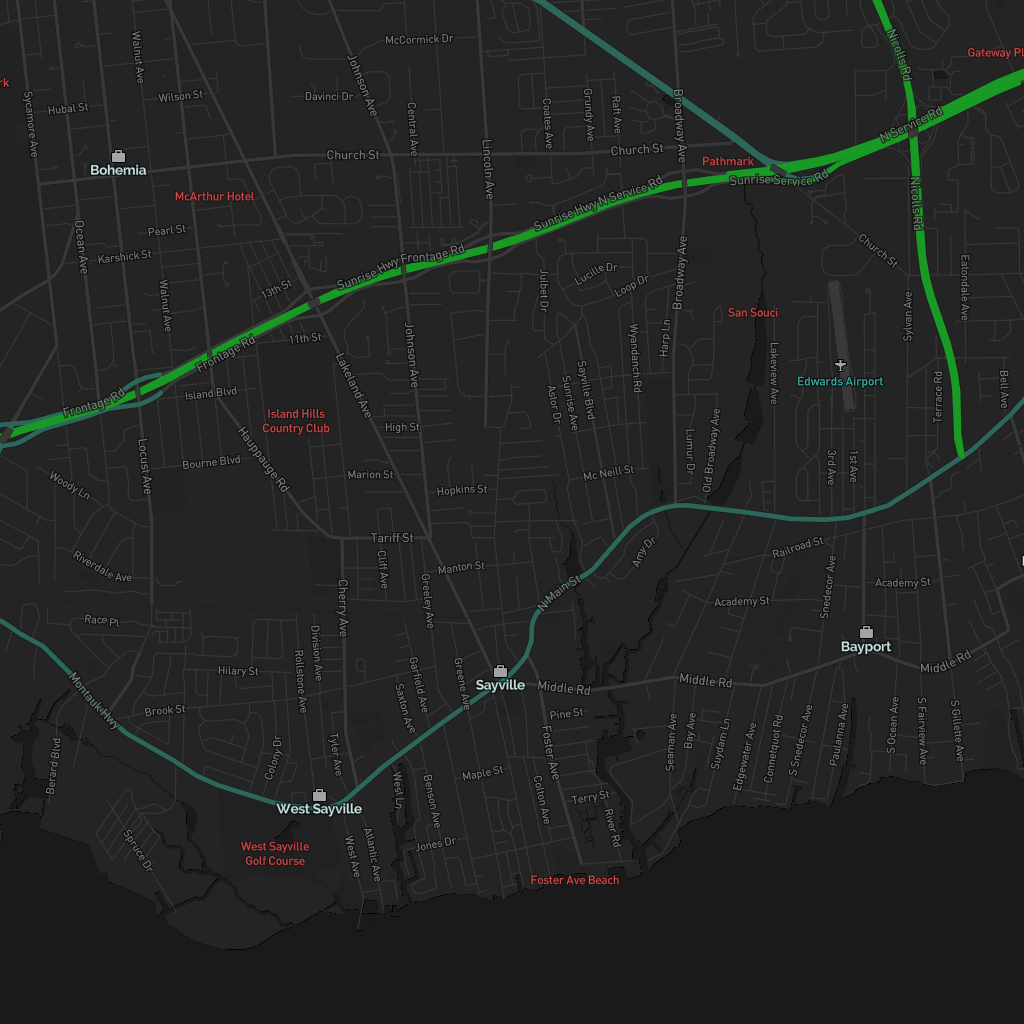 McCormick Dr
Nicolls Rd
Gateway Pl
Walnut Ave
Johnson Ave
rk
Davinci Dr
Wilson St
Hubal St
Sycamore Ave
Central Ave
Coates Ave
Grundy Ave
Raft Ave
Broadway Ave
N Service Rd
Church St
Church St
Lincoln Ave
Pathmark
Bohemia
Sunrise Service Rd
McArthur Hotel
Sunrise Hwy N Service Rd
Nicolls Rd
Pearl St
Ocean Ave
Karshick St
Sunrise Hwy Frontage Rd
Church St
Lucille Dr
Loop Dr
Julbet Dr
Broadway Ave
Eatondale Ave
13th St
Walnut Ave
San Souci
Sylvan Ave
11th St
Frontage Rd
Johnson Ave
Wyandanch Rd
Harp Ln
Lakeview Ave
Edwards Airport
Lakeland Ave
Island Blvd
Frontage Rd
Island Hills
Country Club
Astor Dr
Sunrise Ave
Sayville Blvd
Terrace Rd
Bell Ave
High St
Hauppauge Rd
Locust Ave
Bourne Blvd
Lumur Dr
Old Broadway Ave
3rd Ave
1st Ave
Marion St
Mc Neill St
Woody Ln
Hopkins St
Tariff St
Any Dr
Railroad St
Riverdale Ave
Cliff Ave
Manton St
N Main St
Academy St
Academy St
Snedecor Ave
Cherry Ave
Greeley Ave
Race Pl
Division Ave
Bayport
Middle Rd
Hilary St
Rollstone Ave
Garfield Ave
Saxton Ave
Greene Ave
Sayville
Middle Rd
Middle Rd
Montauk Hwy
Brook St
Pine St
Foster Ave
Seaman Ave
Bay Ave
Suydam Ln
Edgewater Ave
Connetquot Rd
S Snedecor Ave
Paulanna Ave
S Ocean Ave
S Fairview Ave
S Gillette Ave
Berard Blvd
Colony Dr
Tyler Ave
West Ln
Benson Ave
Maple St
Colton Ave
Terry St
River Rd
West Sayville
West Sayville
Golf Course
West Ave
Atlantic Ave
Jones Dr
Spruce Dr
Foster Ave Beach